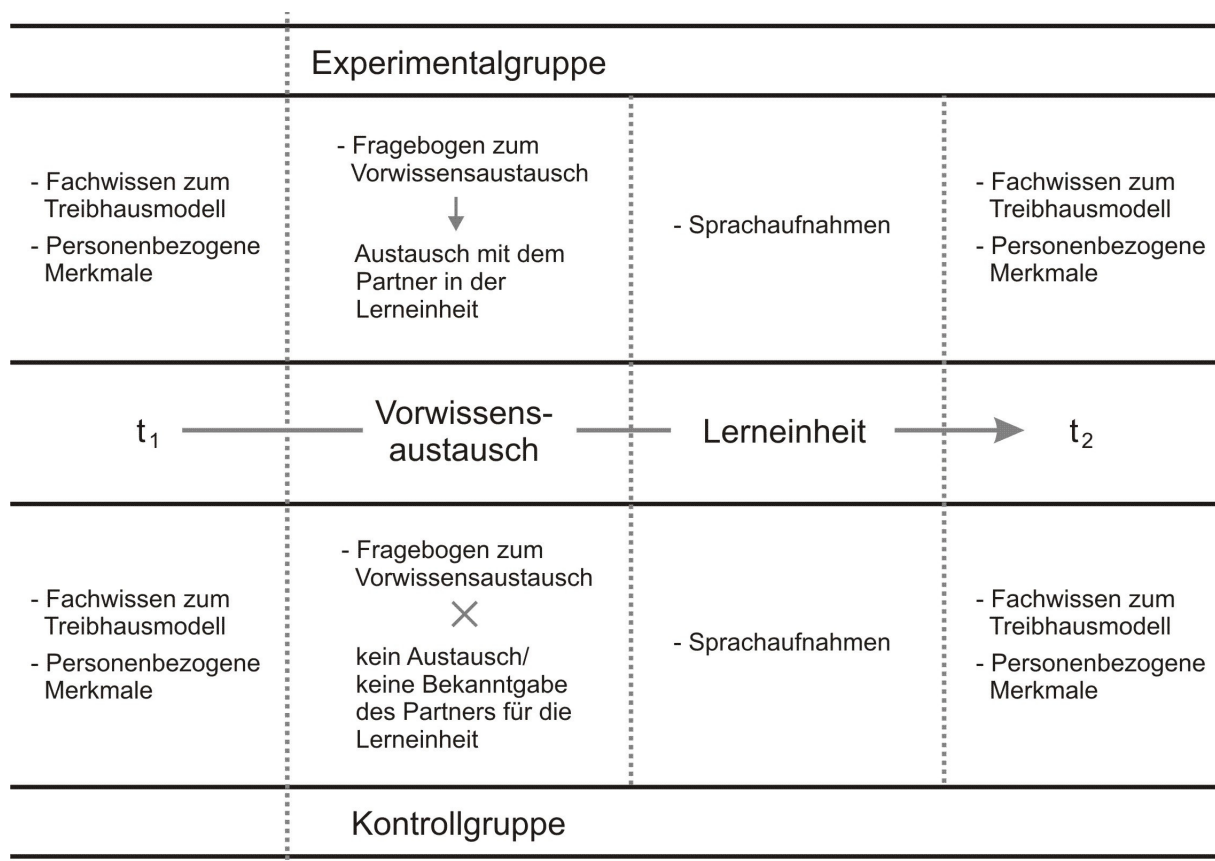 Experimentalgruppe
- Fachwissen zum
Treibhausmodell
- Personenbezogene
Merkmale
- Fragebogen zum
Vorwissensaustausch
Austausch mit dem
Partner in der
Lerneinheit
- Sprachaufnahmen
- Fachwissen zum
Treibhausmodell
- Personenbezogene
Merkmale
t1
Vorwissens-
austausch
Lerneinheit
t2
- Fachwissen zum
Treibhausmodell
- Personenbezogene
Merkmale
- Fragebogen zum
Vorwissensaustausch
kein Austausch/
keine Bekanntgabe
des Partners für die
Lerneinheit
- Sprachaufnahmen
- Fachwissen zum
Treibhausmodell
- Personenbezogene
Merkmale
Kontrollgruppe